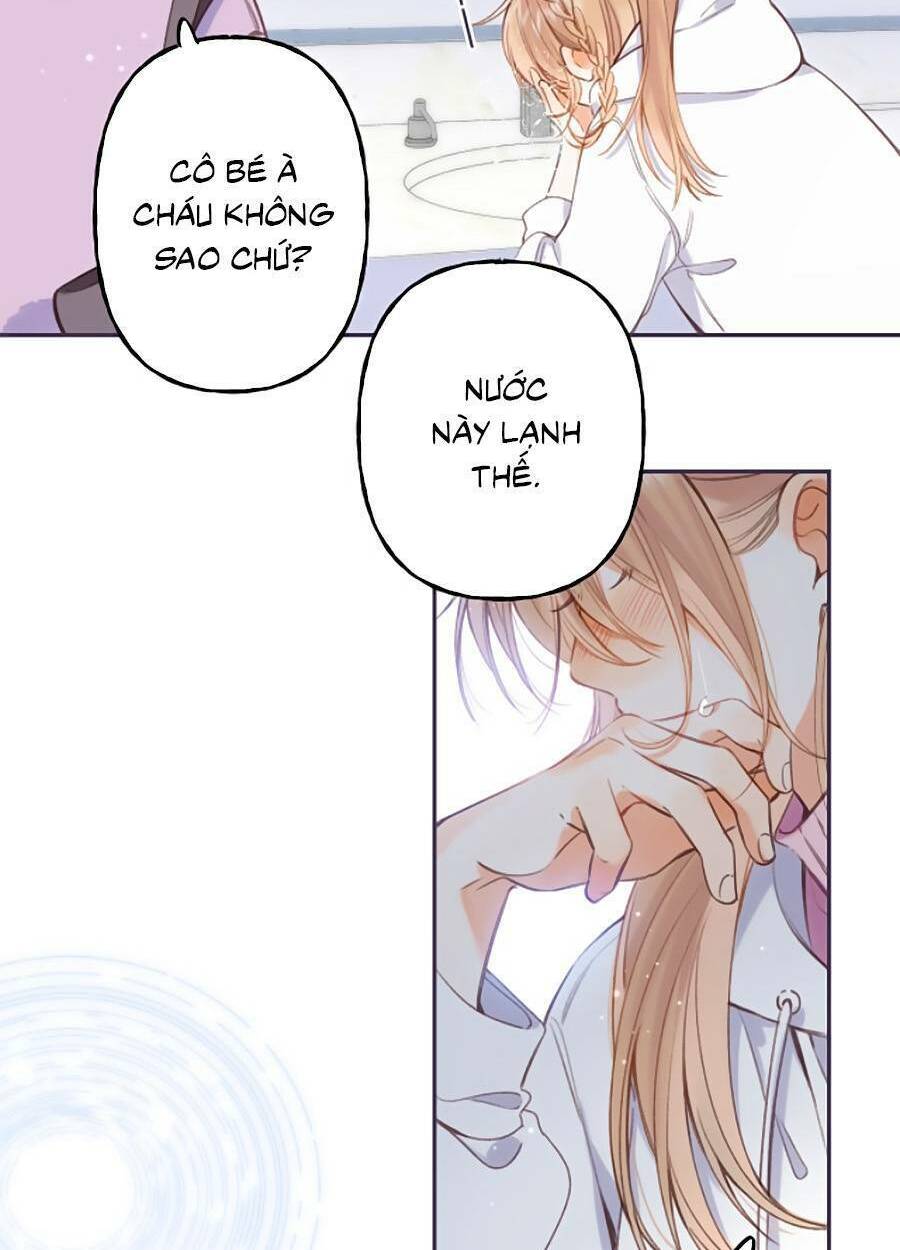 CÔ BÉ À
CHÁU KHÔNG
SAO CHỨ?
NƯỚC
NÀY LẠNH
THẾ.